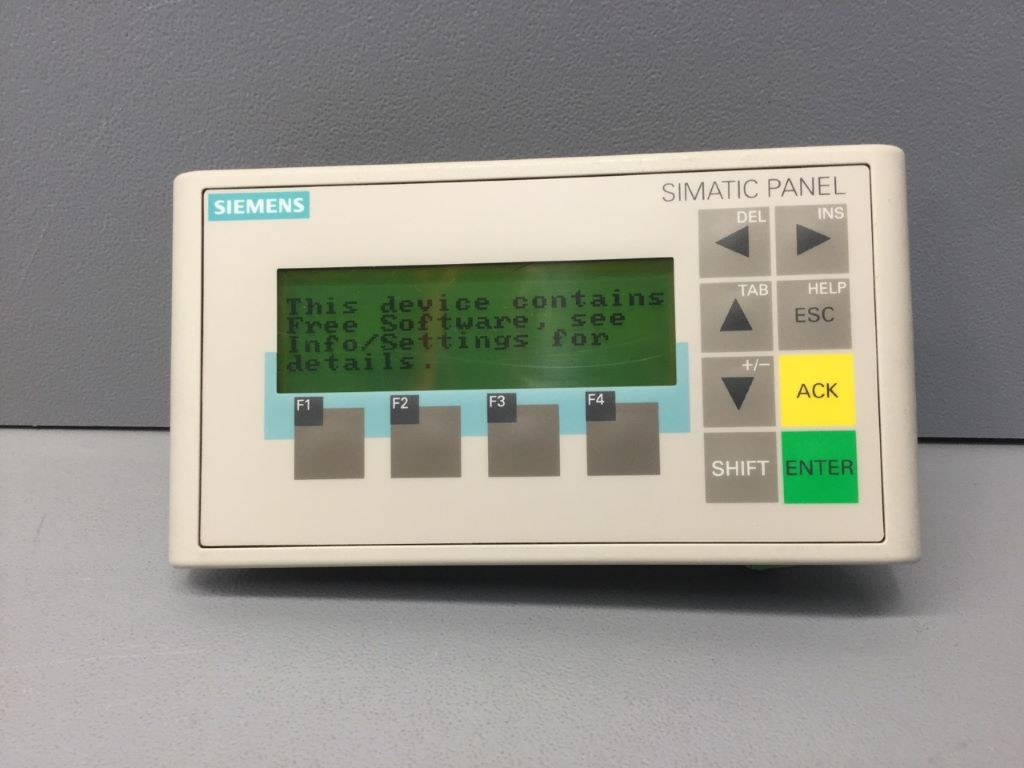 SIEMENS
SIMATIC PANEL
This device contains
Free Software, see
Info/Settings for
details.
F1 F2 F3 F4
DEL INS
TAB HELP
ESC
+/-
ACK
SHIFT ENTER